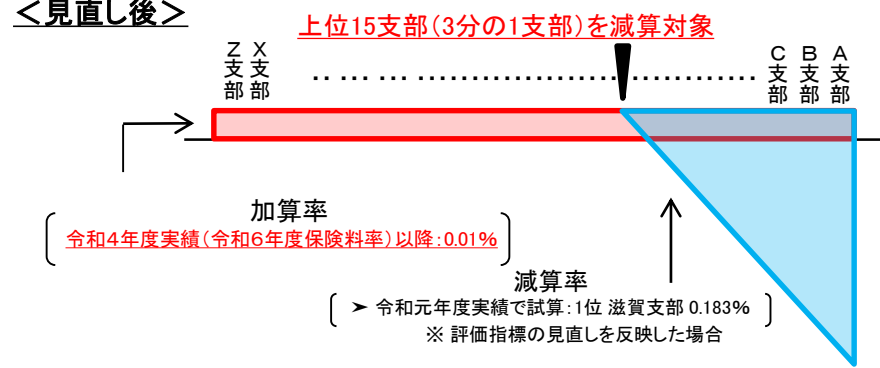 ＜見直し後＞
上位15支部（3分の1支部）を減算対象
Z支部
X支部
‥ … … ……………………………
C支部
B支部
A支部
加算率
令和4年度実績（令和6年度保険料率）以降：0.01%
減算率
➤ 令和元年度実績で試算：1位 滋賀支部 0.183%
※ 評価指標の見直しを反映した場合